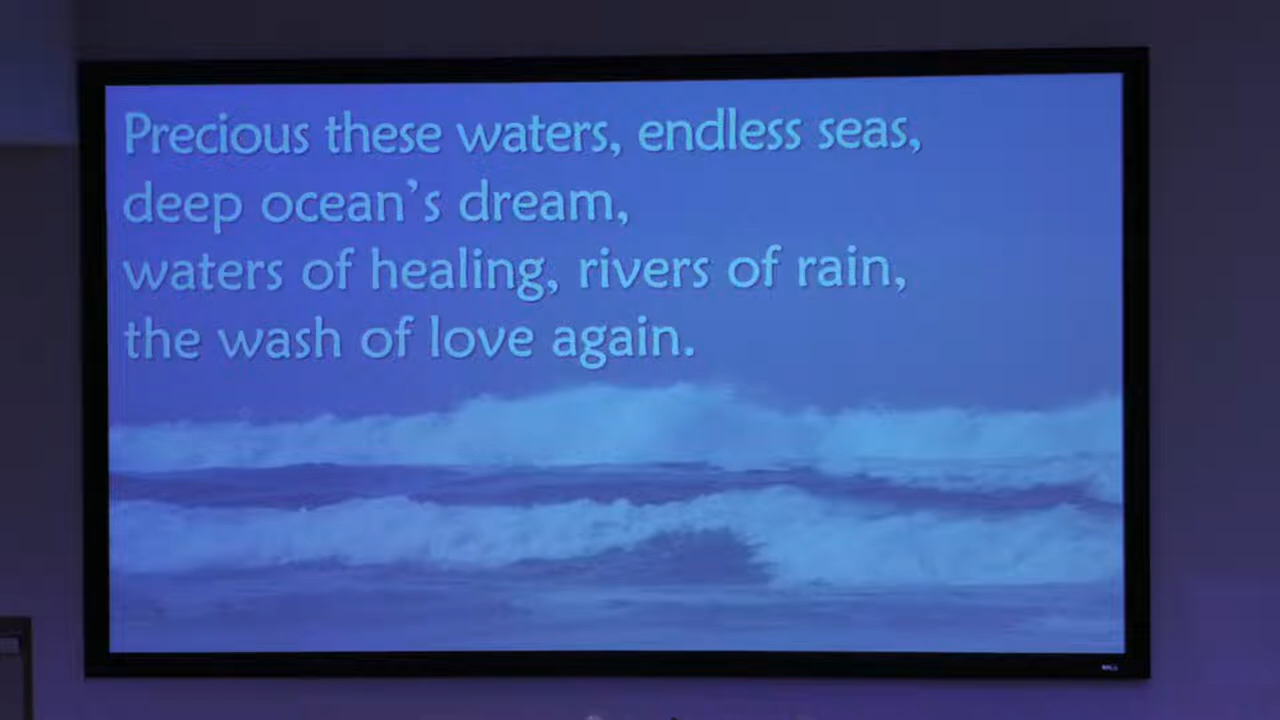 Precious these waters, endless seas,
deep ocean's dream,
waters of healing, rivers of rain,
the wash of love again.